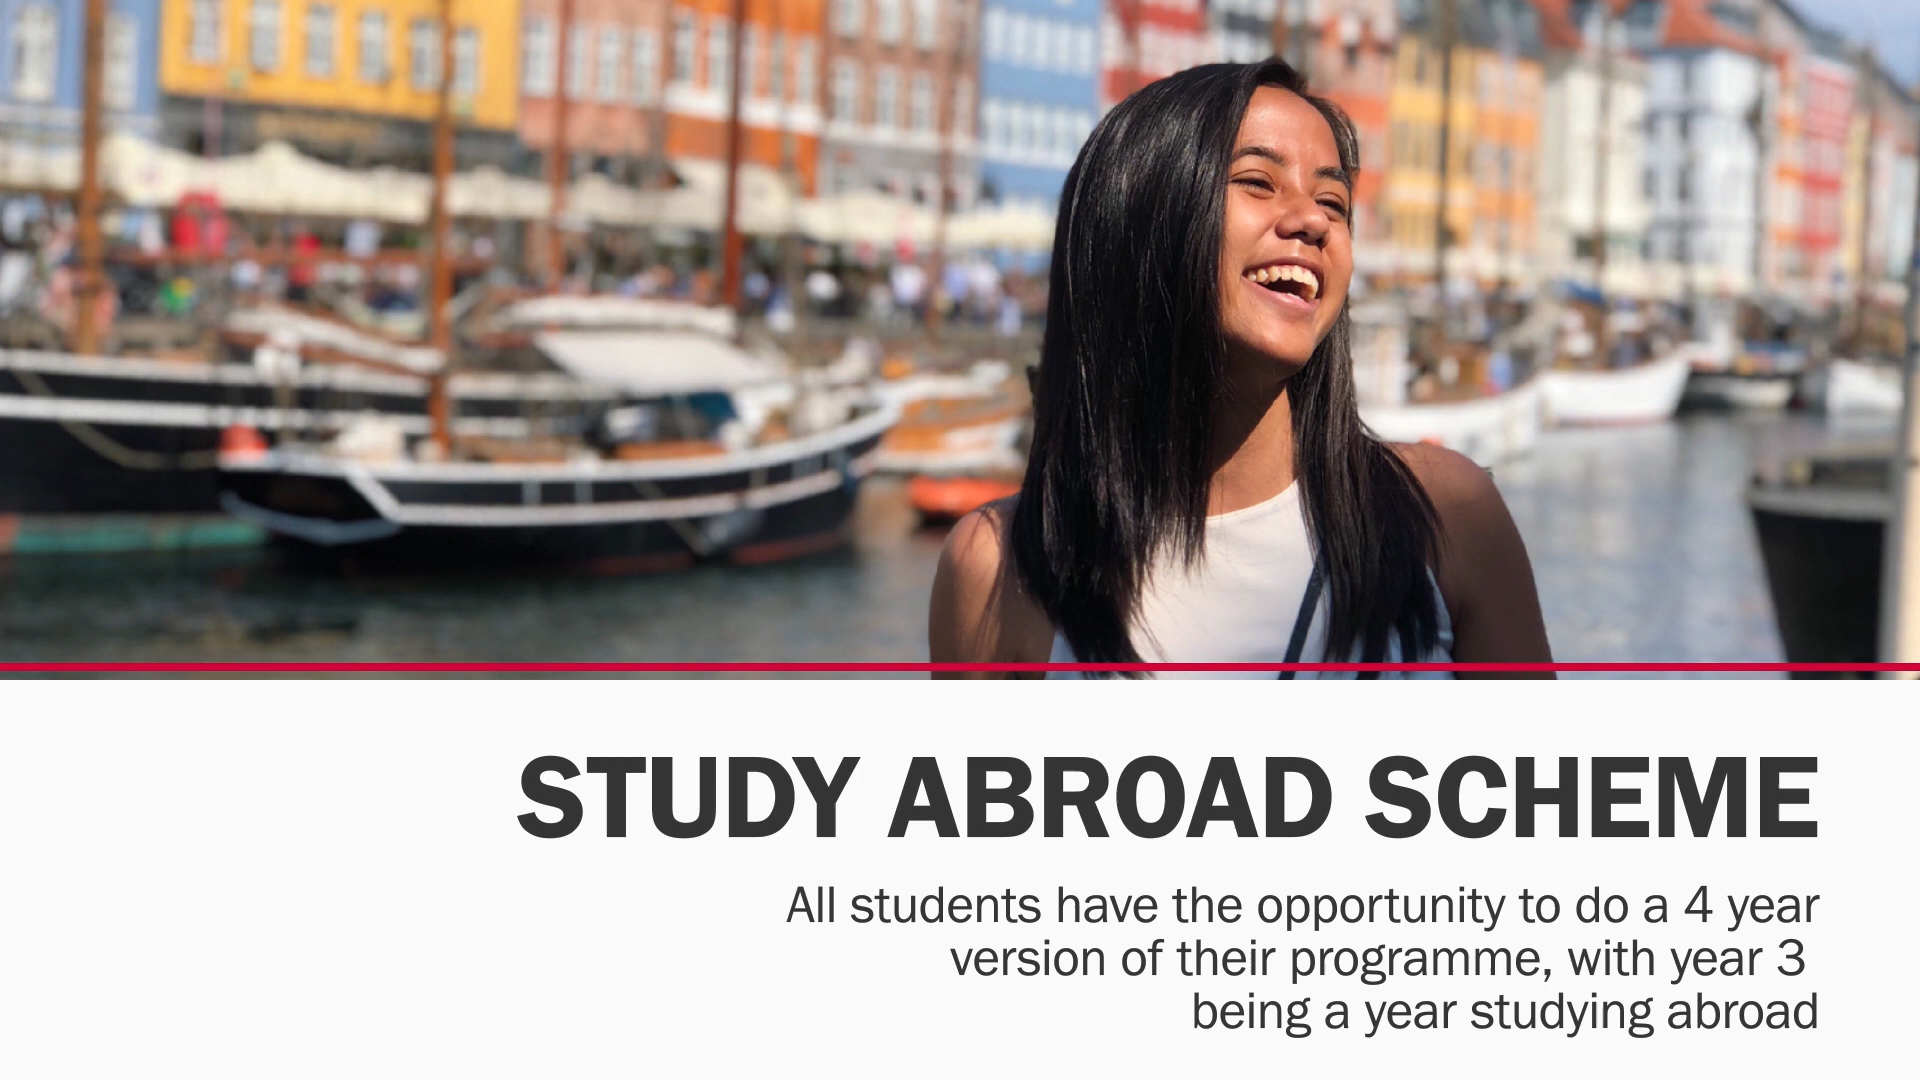 STUDY ABROAD SCHEME
All students have the opportunity to do a 4 year
version of their programme, with year 3
being a year studying abroad